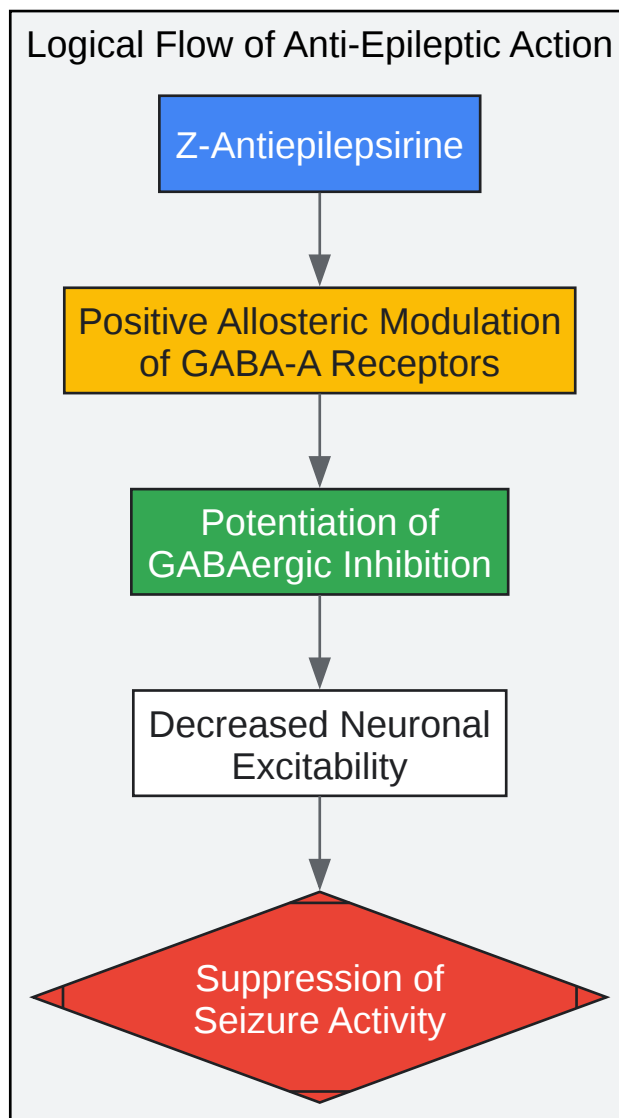 Logical Flow of Anti-Epileptic Action
Z-Antiepilepsirine
Positive Allosteric Modulation
of GABA-A Receptors
Potentiation of
GABAergic Inhibition
Decreased Neuronal
Excitability
Suppression of
Seizure Activity